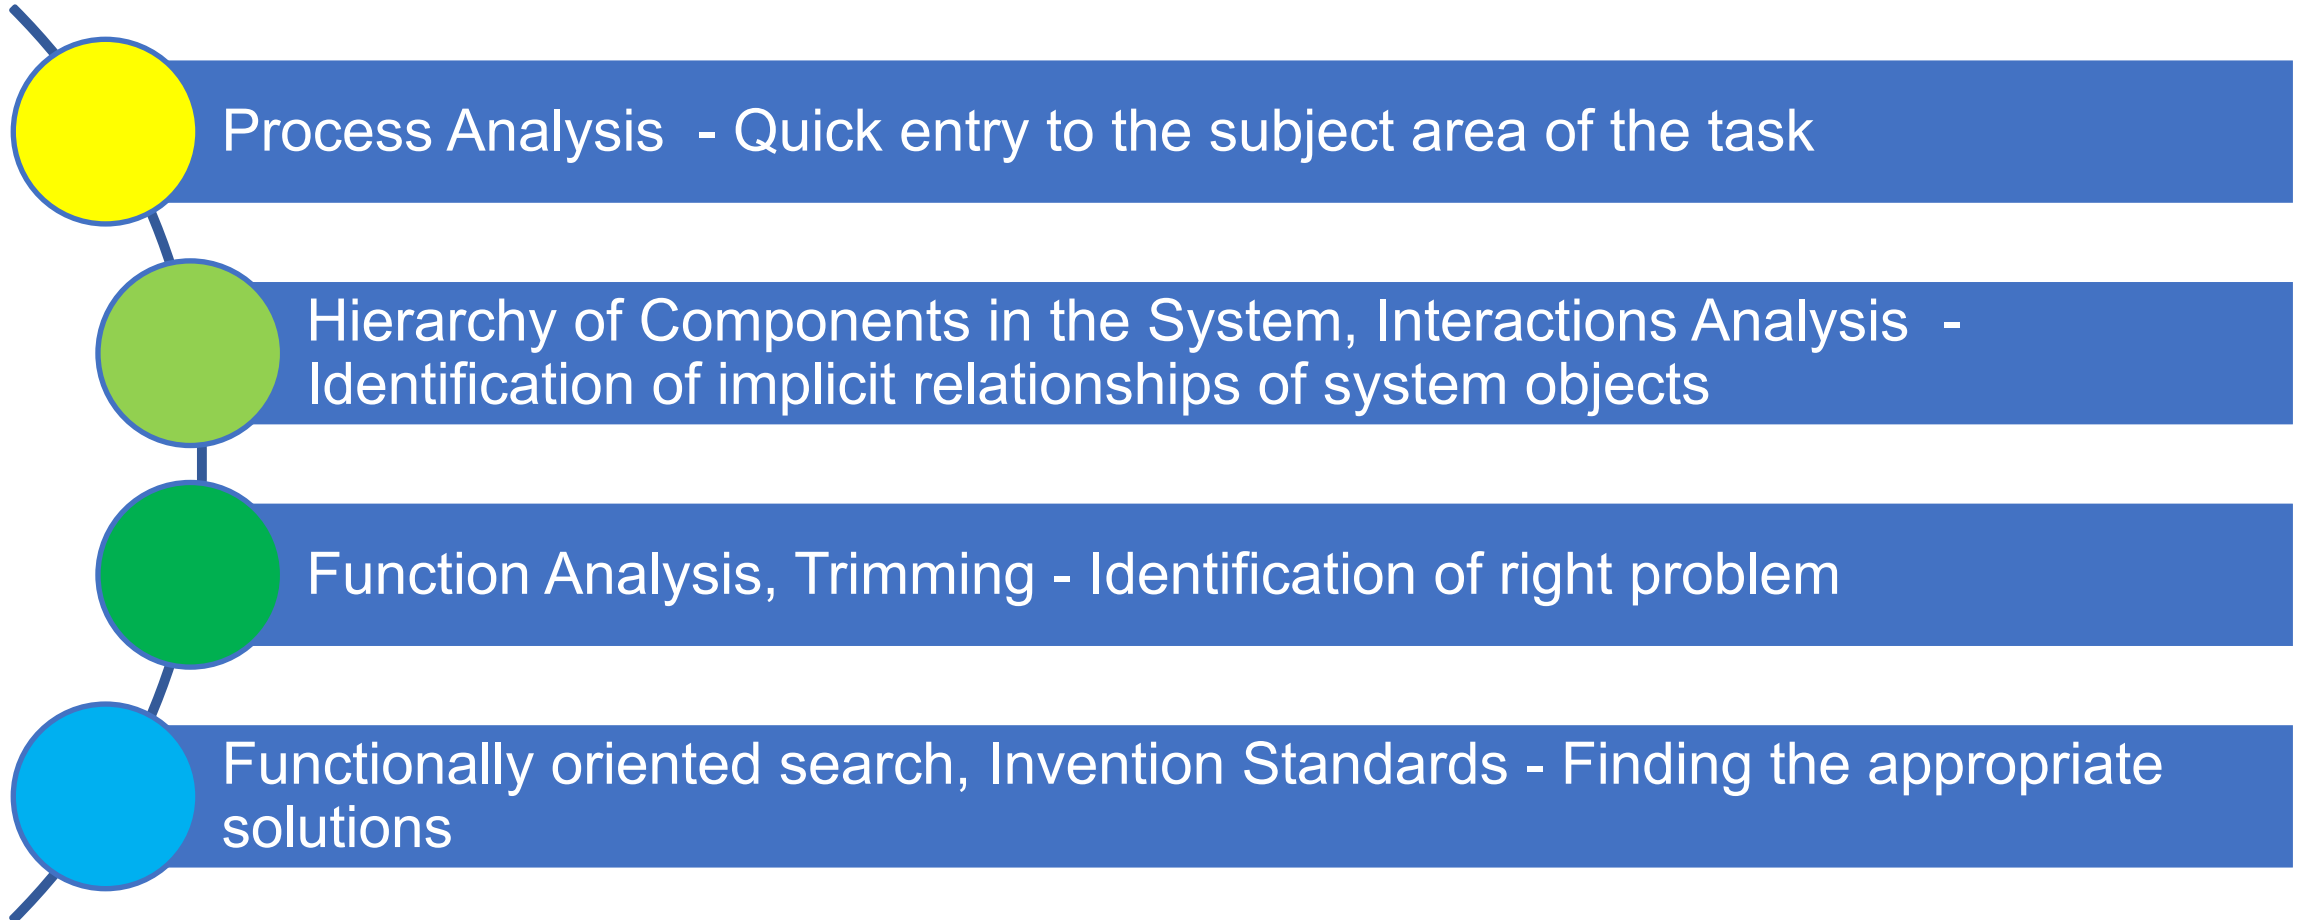 Process Analysis  - Quick entry to the subject area of the task
Hierarchy of Components in the System, Interactions Analysis  -
Identification of implicit relationships of system objects
Function Analysis, Trimming - Identification of right problem
Functionally oriented search, Invention Standards - Finding the appropriate
solutions